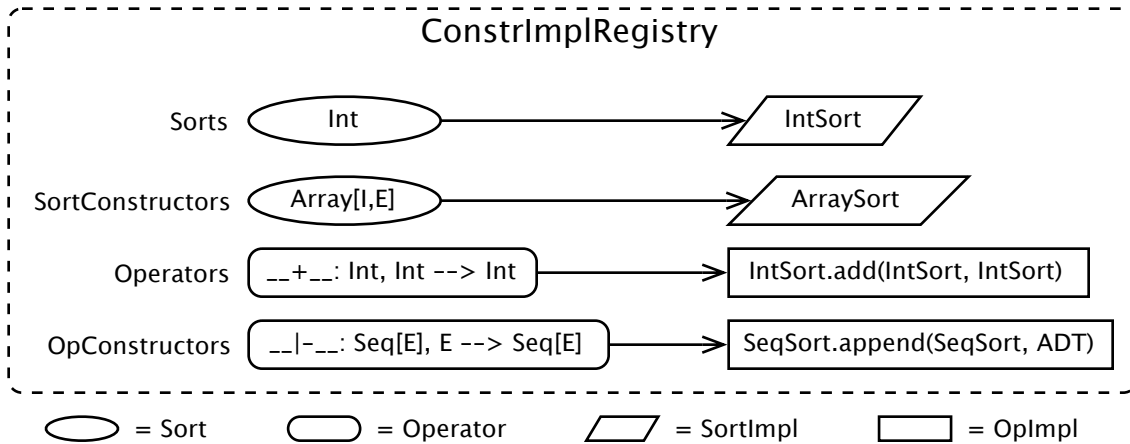 ConstrImplRegistry
Sorts Int IntSort
SortConstructors Array[I,E] ArraySort
Operators __+__: Int, Int --> Int IntSort.add(IntSort, IntSort)
OpConstructors __|-__: Seq[E], E --> Seq[E] SeqSort.append(SeqSort, ADT)
= Sort = Operator = SortImpl = OpImpl